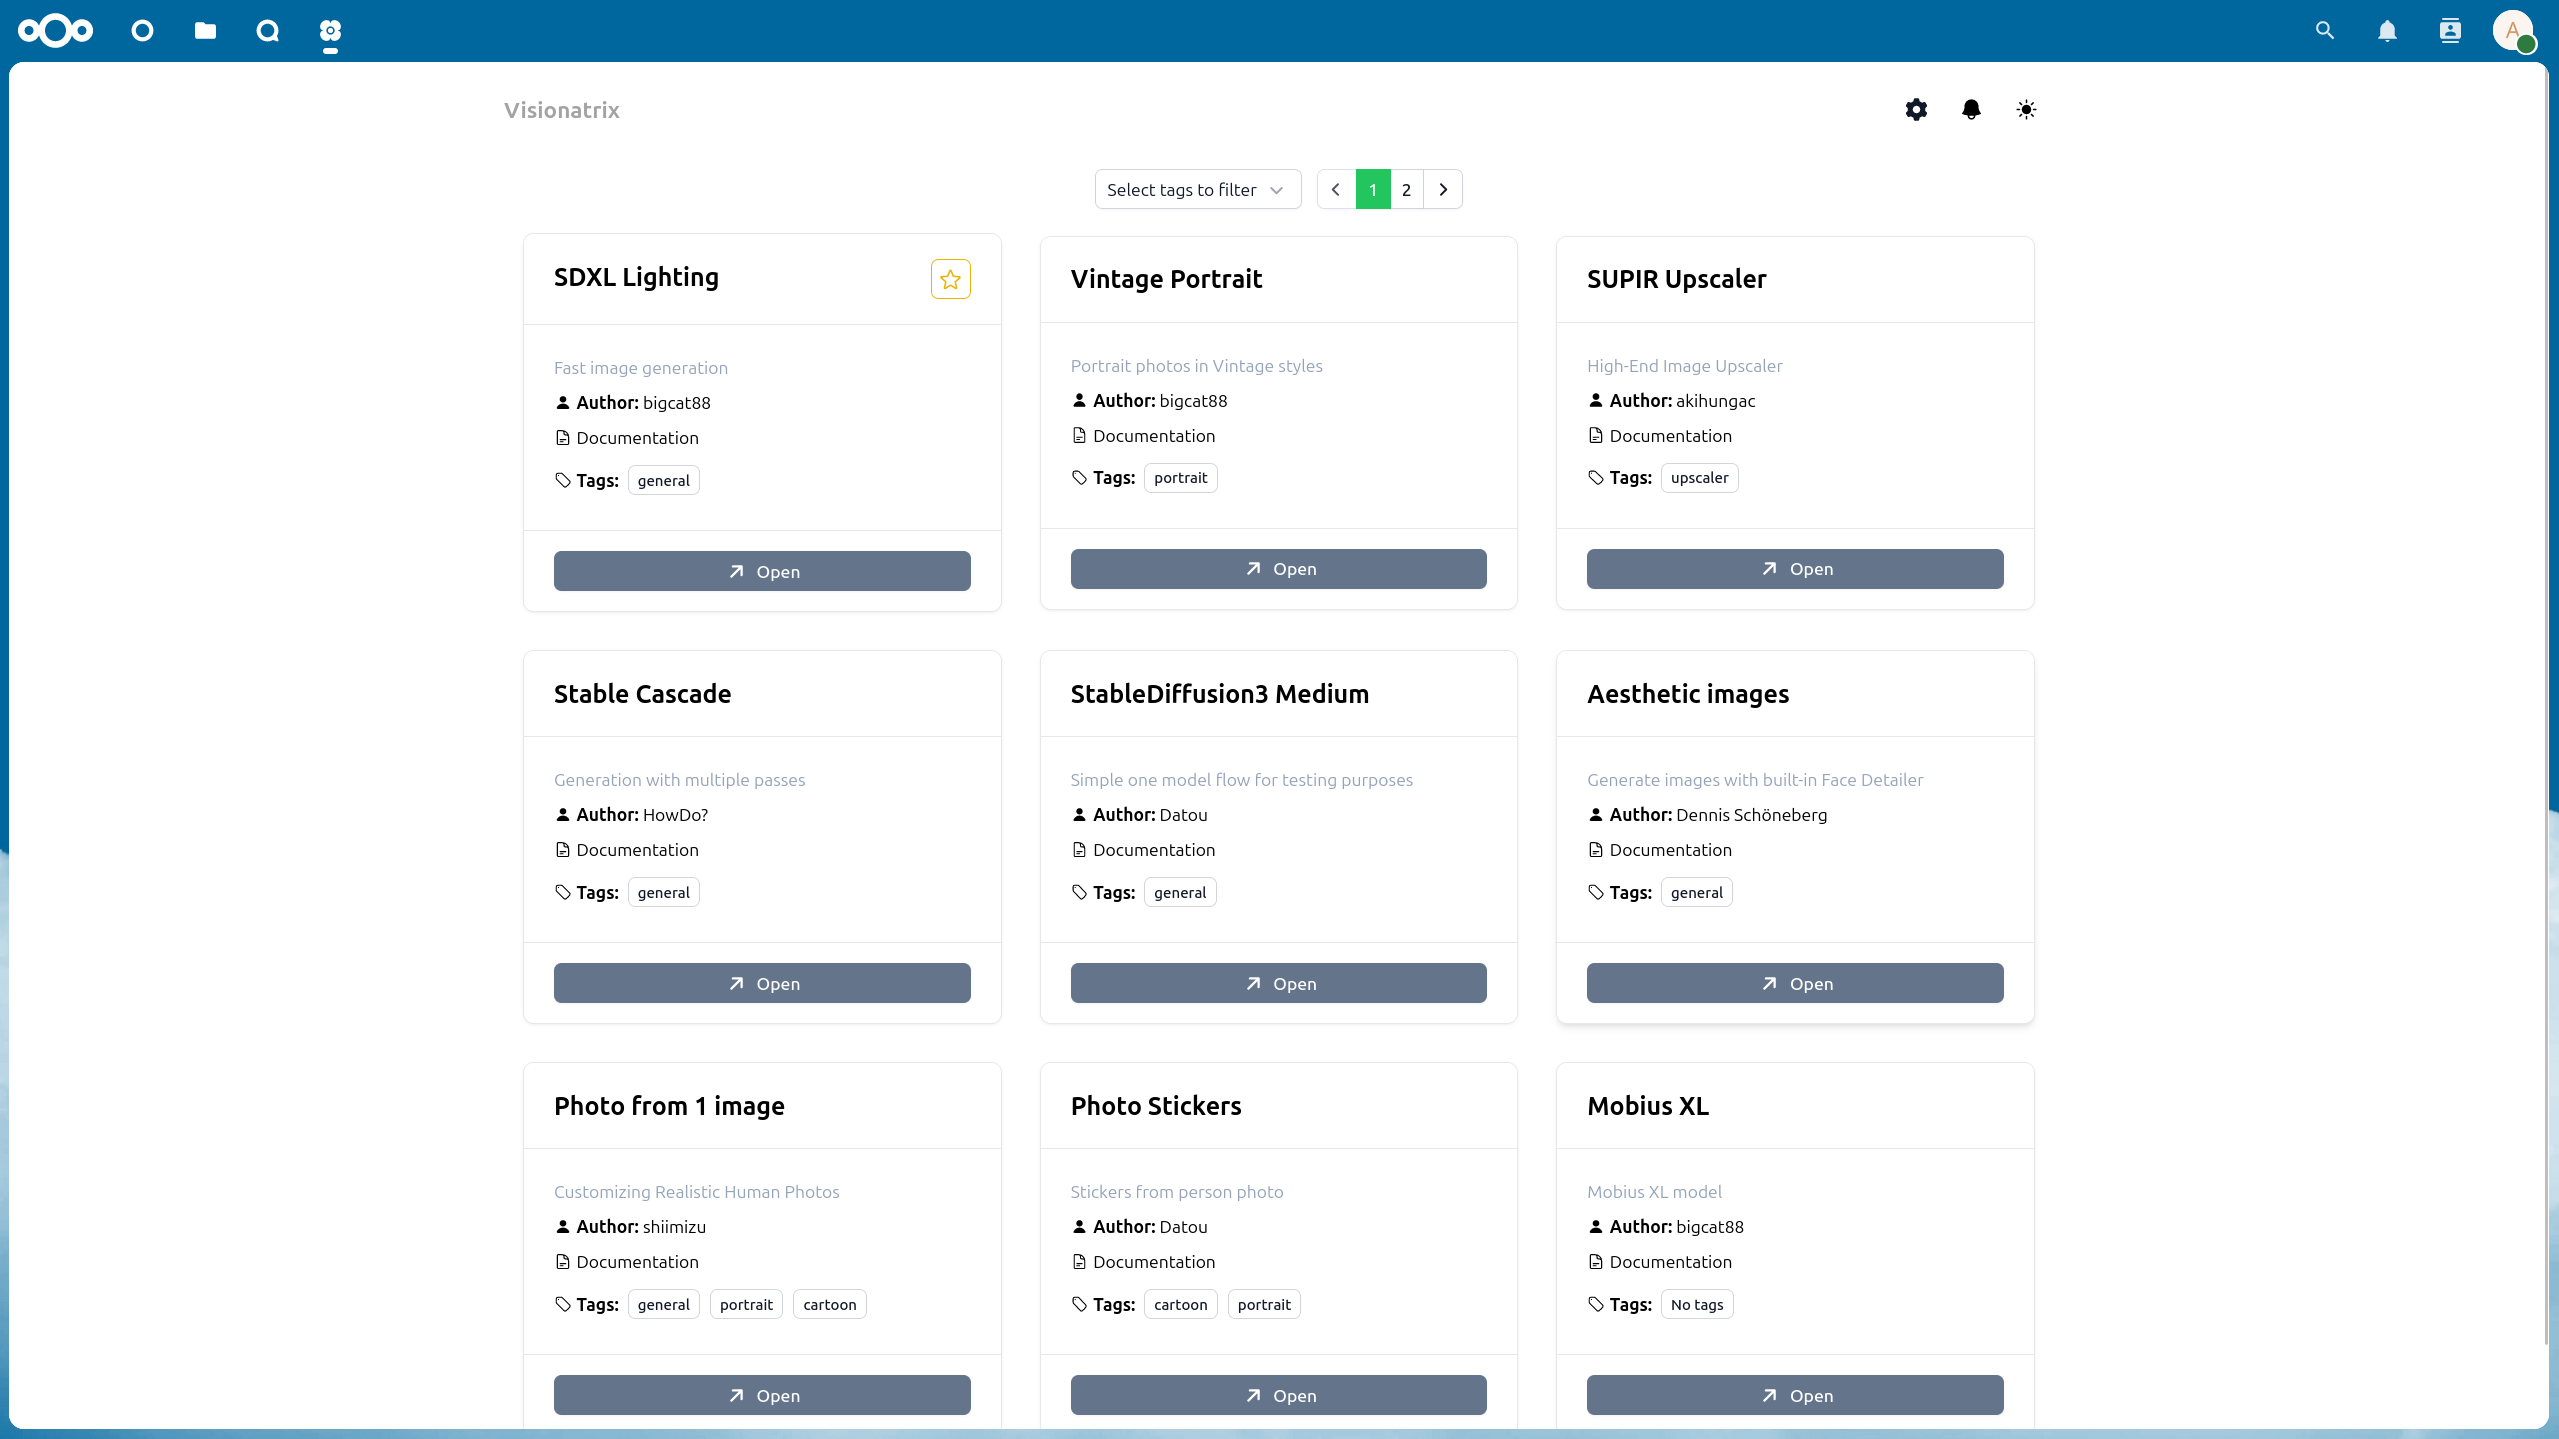 A
Visionatrix
Select tags to filter
1
2
SDXL Lighting
Fast image generation
Author: bigcat88
Documentation
Tags: general
Open
Vintage Portrait
Portrait photos in Vintage styles
Author: bigcat88
Documentation
Tags: portrait
Open
SUPIR Upscaler
High-End Image Upscaler
Author: akihungac
Documentation
Tags: upscaler
Open
Stable Cascade
Generation with multiple passes
Author: HowDo?
Documentation
Tags: general
Open
StableDiffusion3 Medium
Simple one model flow for testing purposes
Author: Datou
Documentation
Tags: general
Open
Aesthetic images
Generate images with built-in Face Detailer
Author: Dennis Schöneberg
Documentation
Tags: general
Open
Photo from 1 image
Customizing Realistic Human Photos
Author: shiimizu
Documentation
Tags: general portrait cartoon
Open
Photo Stickers
Stickers from person photo
Author: Datou
Documentation
Tags: cartoon portrait
Open
Mobius XL
Mobius XL model
Author: bigcat88
Documentation
Tags: No tags
Open